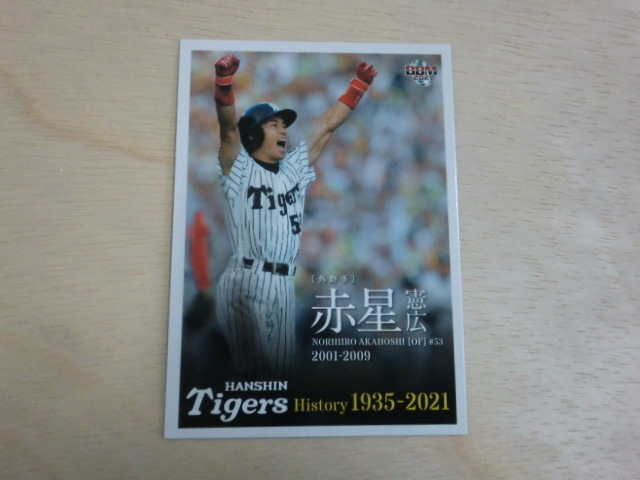 BBM
2021
Tigers
53
[外野手]
赤星憲広
NORIHIRO AKAHOSHI [OF] #53
2001-2009
HANSHIN
Tigers History 1935-2021